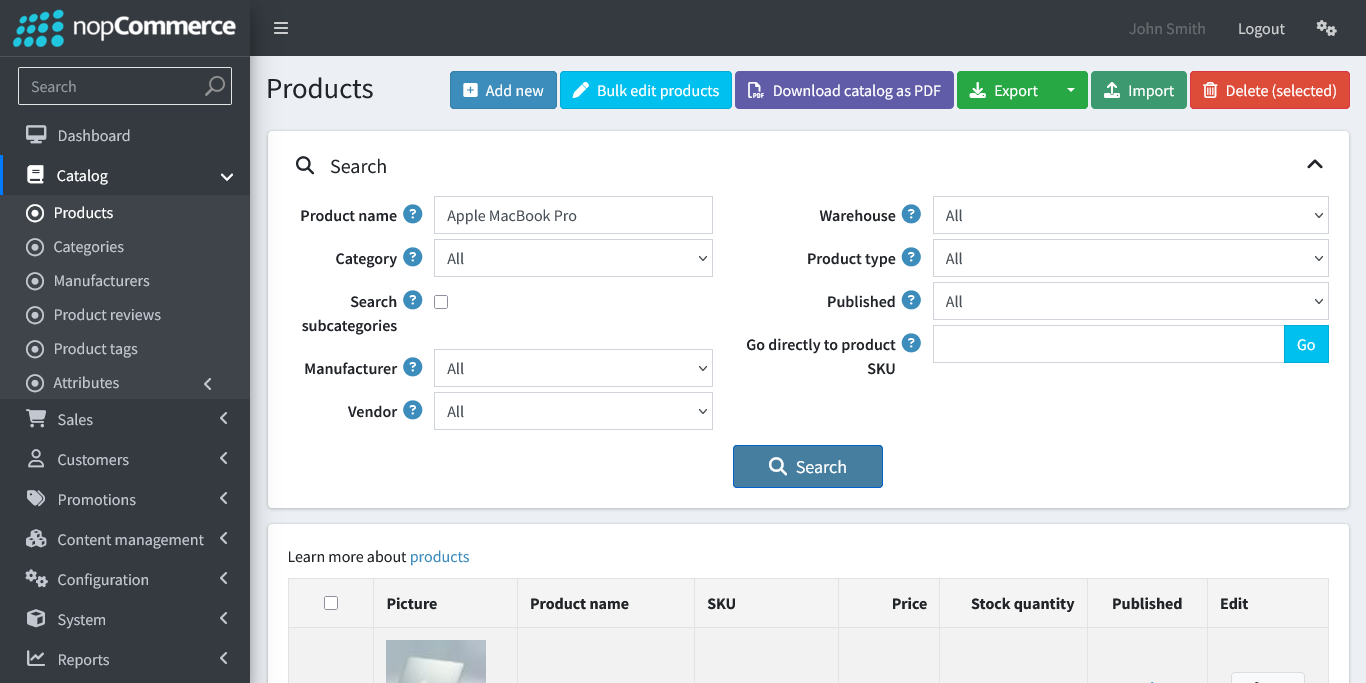 nopCommerce
John Smith
Logout
Search
Dashboard
Catalog
Products
Categories
Manufacturers
Product reviews
Product tags
Attributes
Sales
Customers
Promotions
Content management
Configuration
System
Reports
Products
Add new
Bulk edit products
PDF
Download catalog as PDF
Export
Import
Delete (selected)
Search
Product name ?
Apple MacBook Pro
Category ?
All
Search ?
subcategories
Manufacturer ?
All
Vendor ?
All
Warehouse ?
All
Product type ?
All
Published ?
All
Go directly to product ?
SKU
Go
Search
Learn more about products
Picture Product name SKU Price Stock quantity Published Edit